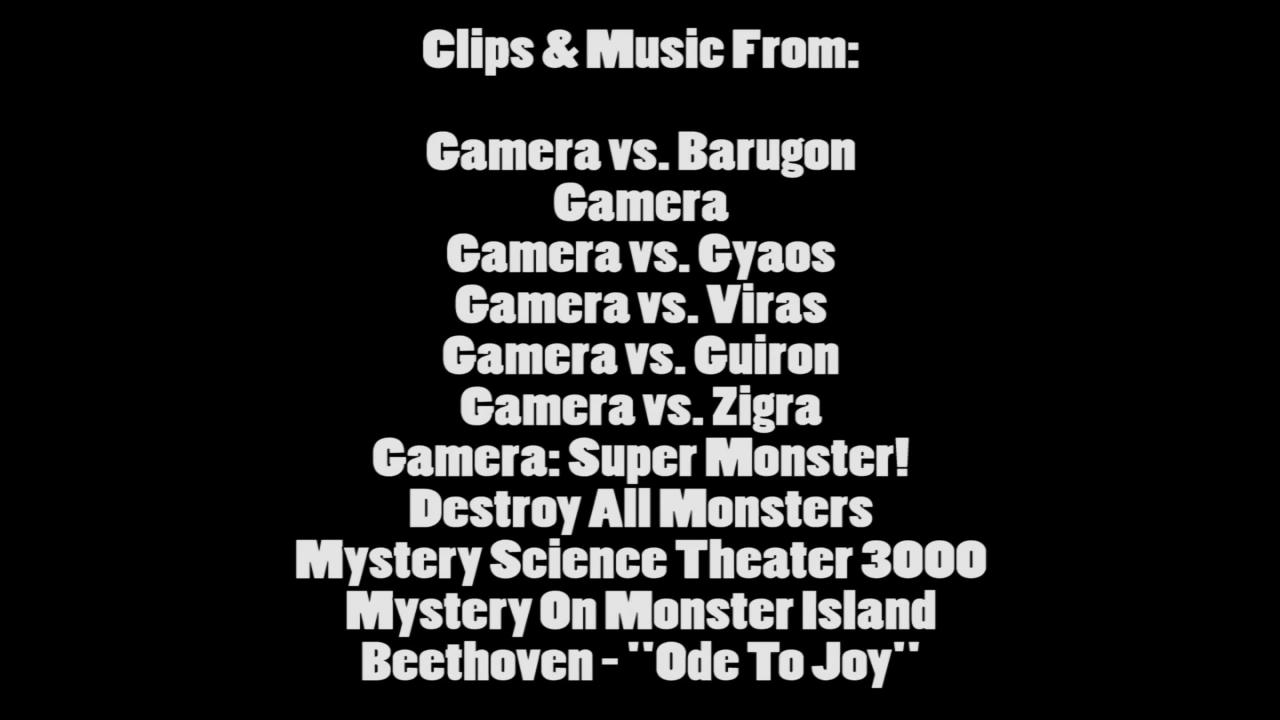 Clips & Music From:
Gamera vs. Barugon
Gamera
Gamera vs. Gyaos
Gamera vs. Viras
Gamera vs. Guiron
Gamera vs. Zigra
Gamera: Super Monster!
Destroy All Monsters
Mystery Science Theater 3000
Mystery On Monster Island
Beethoven - "Ode To Joy"